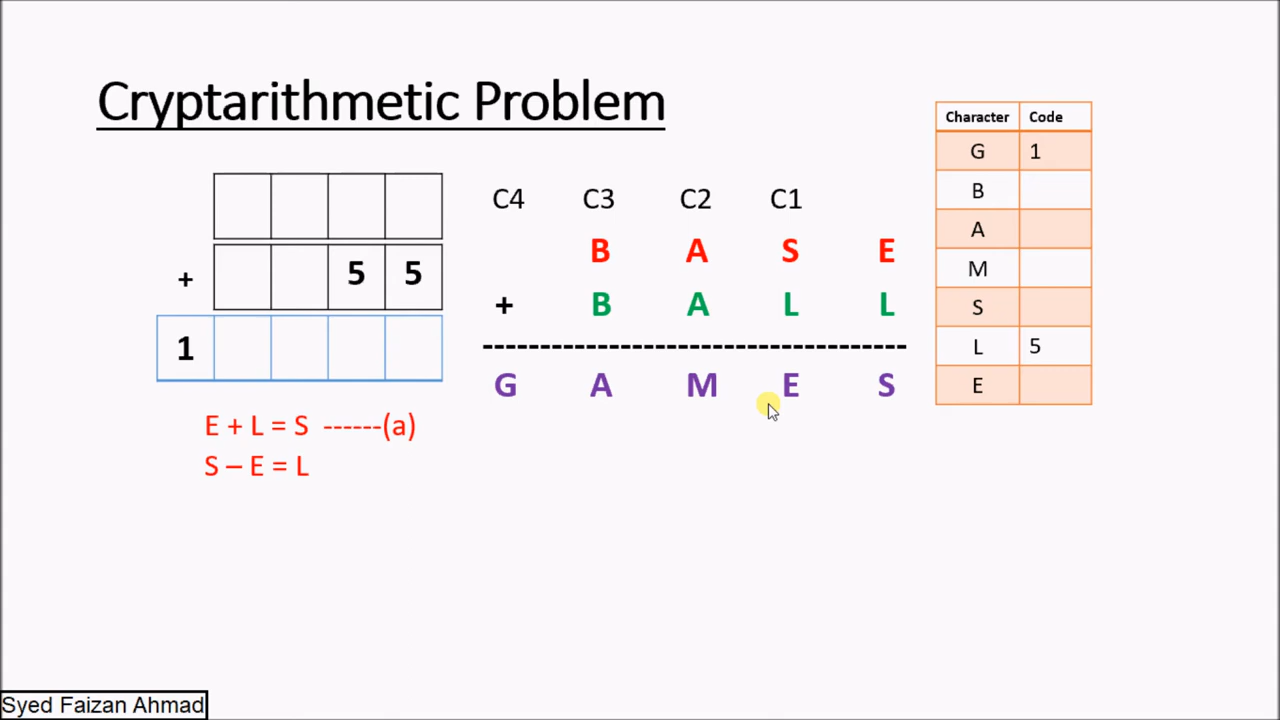 Cryptarithmetic Problem
Character Code
G 1
B
A
M
S
L 5
E
C4 C3 C2 C1
B A S E
+ B A L L
--------------------------------
G A M E S
+ 5 5
1
E + L = S ------(a)
S – E = L
Syed Faizan Ahmad